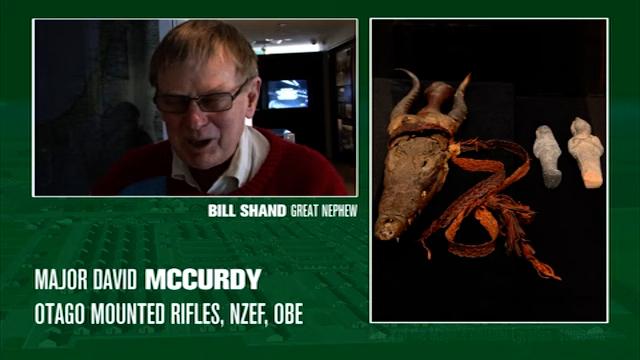 BILL SHAND GREAT NEPHEW
MAJOR DAVID MCCURDY
OTAGO MOUNTED RIFLES, NZEF, OBE